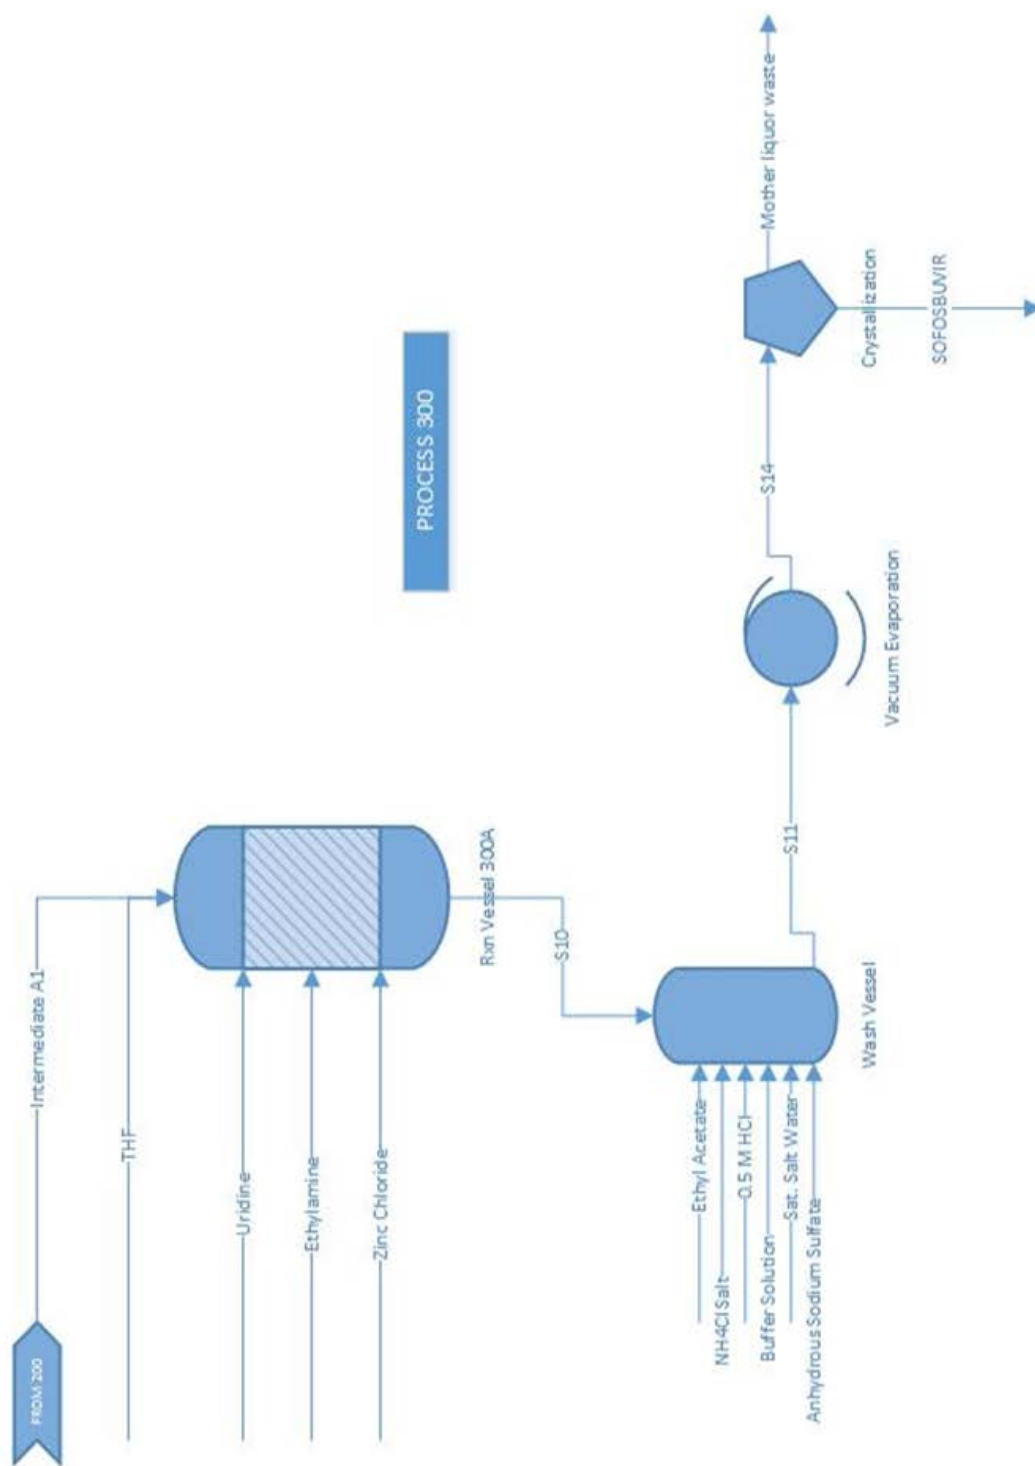 FROM 200
Intermediate A1
THF
Uridine
Ethylamine
Zinc Chloride
Rxn Vessel 300A
PROCESS 300
S10
Ethyl Acetate
NH4Cl Salt
0.5 M HCl
Buffer Solution
Sat. Salt Water
Anhydrous Sodium Sulfate
Wash Vessel
S11
Vacuum Evaporation
S14
Crystallization
Mother liquor waste
SOFOSBUVIR